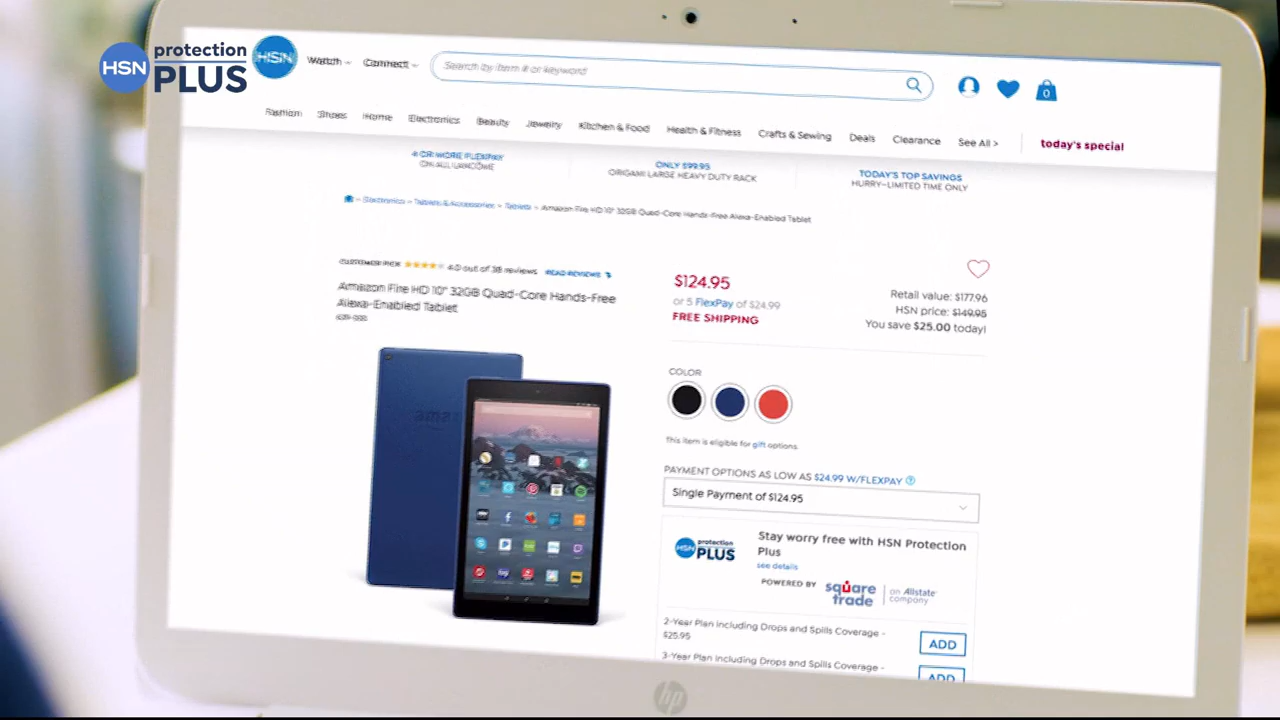 HSN protection PLUS
HSN Watch Connect Search by item # or keyword 0
Fashion Shoes Home Electronics Beauty Jewelry Kitchen & Food Health & Fitness Crafts & Sewing Deals Clearance See All > today's special
4 OR MORE FLEXPAY
ON ALL LANCOME
ONLY $99.95
ORIGAMI LARGE HEAVY DUTY RACK
TODAY'S TOP SAVINGS
HURRY–LIMITED TIME ONLY
Electronics Tablets & Accessories Tablets Amazon Fire HD 10" 32GB Quad-Core Hands-Free Alexa-Enabled Tablet
CUSTOMER PICK 4.0 out of 38 reviews READ REVIEWS
Amazon Fire HD 10" 32GB Quad-Core Hands-Free
Alexa-Enabled Tablet
$124.95
or 5 FlexPay of $24.99
FREE SHIPPING
Retail value: $177.96
HSN price: $149.95
You save $25.00 today!
COLOR
This item is eligible for gift options.
PAYMENT OPTIONS AS LOW AS $24.99 W/FLEXPAY ?
Single Payment of $124.95
HSN protection PLUS
Stay worry free with HSN Protection
Plus
see details
POWERED BY square trade | an Allstate company
2-Year Plan Including Drops and Spills Coverage -
$25.95
ADD
3-Year Plan Including Drops and Spills Coverage -
ADD
hp